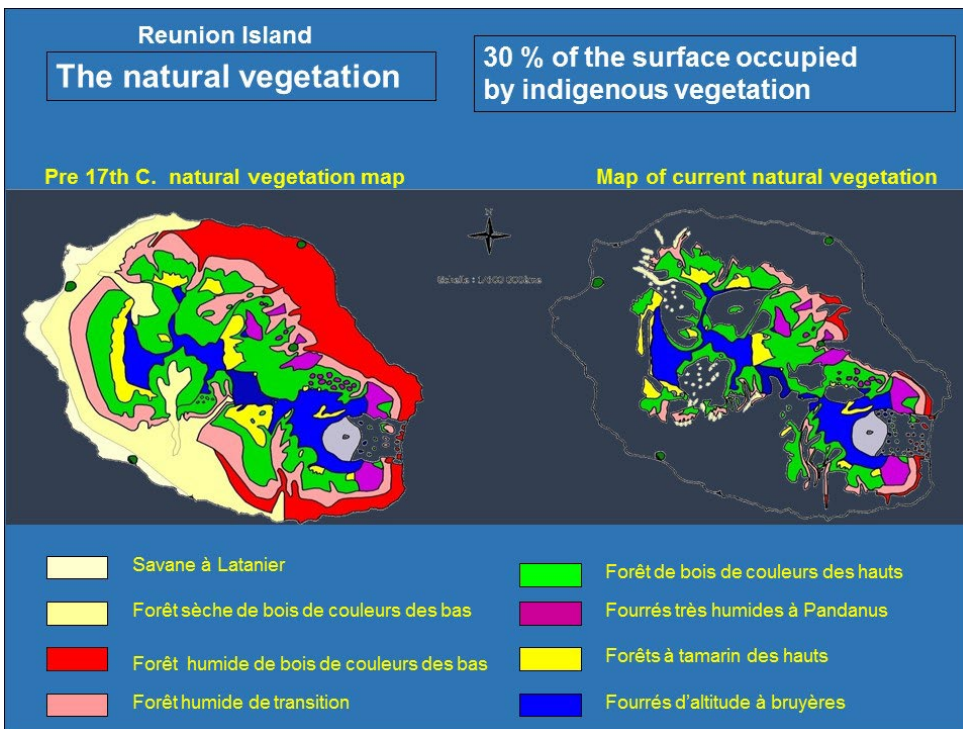 Reunion Island
The natural vegetation
30 % of the surface occupied
by indigenous vegetation
Pre 17th C. natural vegetation map
Map of current natural vegetation
N
Savane à Latanier
Forêt sèche de bois de couleurs des bas
Forêt humide de bois de couleurs des bas
Forêt humide de transition
Forêt de bois de couleurs des hauts
Fourrés très humides à Pandanus
Forêts à tamarin des hauts
Fourrés d'altitude à bruyères